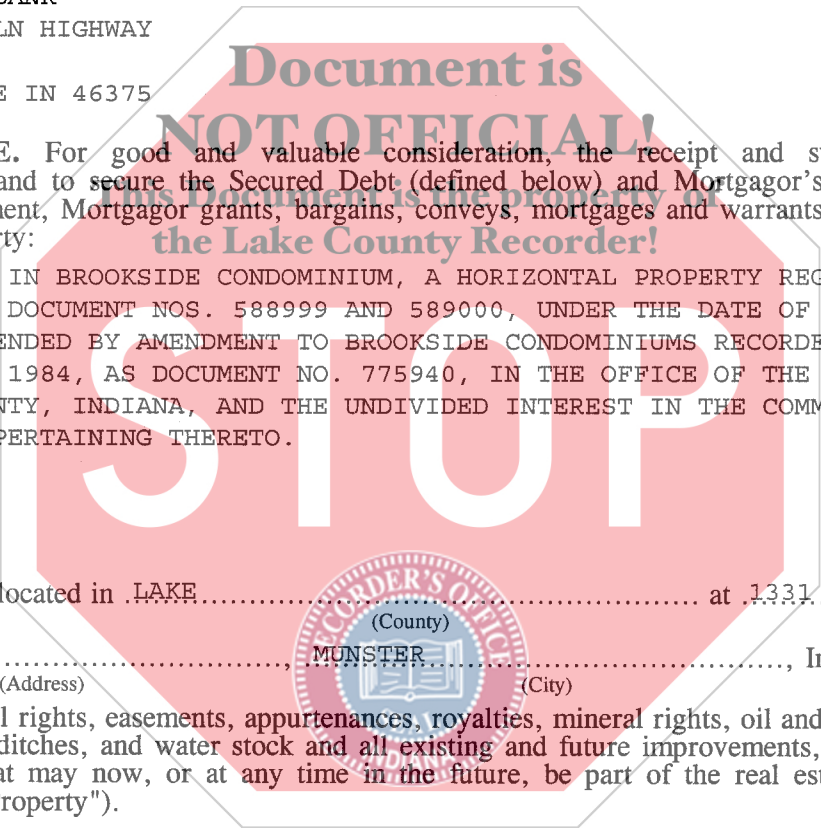 BANK
LN HIGHWAY
E IN 46375
Document is
NOT OFFICIAL!
This Document is the property of
the Lake County Recorder!
E. For good and valuable consideration, the receipt and s
and to secure the Secured Debt (defined below) and Mortgagor's
ment, Mortgagor grants, bargains, conveys, mortgages and warrants
rty:
IN BROOKSIDE CONDOMINIUM, A HORIZONTAL PROPERTY REG
DOCUMENT NOS. 588999 AND 589000, UNDER THE DATE OF
ENDED BY AMENDMENT TO BROOKSIDE CONDOMINIUMS RECORDE
1984, AS DOCUMENT NO. 775940, IN THE OFFICE OF THE
NTY, INDIANA, AND THE UNDIVIDED INTEREST IN THE COMM
PERTAINING THERETO.
STOP
located in LAKE at 1331
(County)
MUNSTER, In
(Address) (City)
RECORDER'S OFFICE
INDIANA
l rights, easements, appurtenances, royalties, mineral rights, oil and
ditches, and water stock and all existing and future improvements,
at may now, or at any time in the future, be part of the real est
roperty").